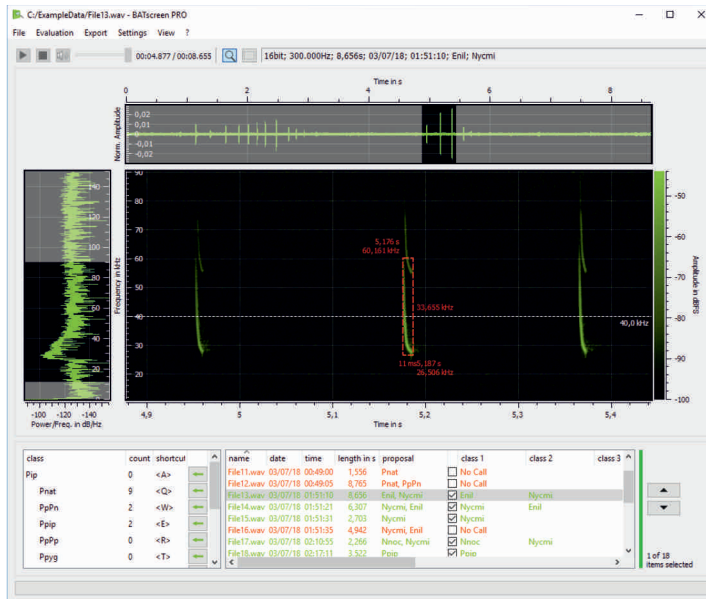 C:/ExampleData/File13.wav - BATscreen PRO
File Evaluation Export Settings View ?
00:04.877 / 00:08.655 16bit; 300.000Hz; 8,656s; 03/07/18; 01:51:10; Enil; Nycmi
Time in s
0 2 4 6 8
Norm. Amplitude
0,02
0,01
0
-0,01
-0,02
140
120
100
80
60
40
20
-100 -120 -140
Power/Freq. in dB/Hz
Frequency in kHz
90
80
70
60
50
40
30
20
5,176 s
60,161 kHz
33,655 kHz
40,0 kHz
11 ms 5,187 s
26,506 kHz
4,9 5 5,1 5,2 5,3 5,4
Time in s
-50
-60
-70
-80
-90
-100
Amplitude in dBFS
class count shortcut
Pip 0 <A>
Pnat 9 <Q>
PpPn 2 <W>
Ppip 2 <E>
PpPp 0 <R>
Ppyg 0 <T>
name date time length in s proposal class 1 class 2 class 3
File11.wav 03/07/18 00:49:00 1,556 Pnat No Call
File12.wav 03/07/18 00:49:05 8,765 Pnat, PpPn No Call
File13.wav 03/07/18 01:51:10 8,656 Enil, Nycmi Enil Nycmi
File14.wav 03/07/18 01:51:21 6,307 Nycmi, Enil Nycmi Enil
File15.wav 03/07/18 01:51:31 2,703 Nycmi Nycmi
File16.wav 03/07/18 01:51:35 4,942 Nycmi, Enil No Call
File17.wav 03/07/18 02:10:55 2,266 Nnoc, Nycmi Nnoc Nycmi
File18.wav 03/07/18 02:17:11 3,522 Ppip Ppip
1 of 18
items selected